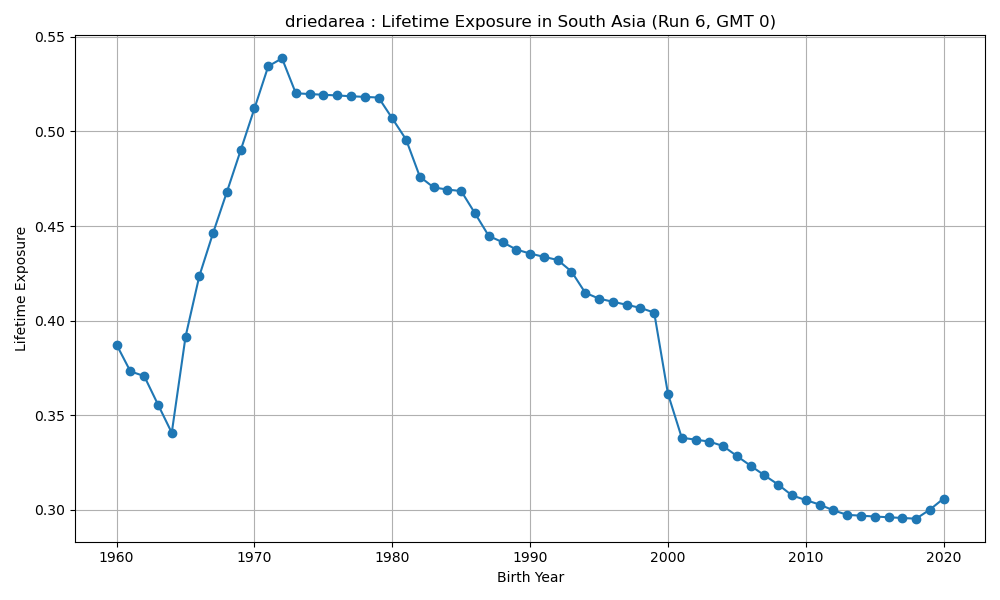 driedarea : Lifetime Exposure in South Asia (Run 6, GMT 0)
0.55
0.50
0.45
0.40
0.35
0.30
Lifetime Exposure
1960 1970 1980 1990 2000 2010 2020
Birth Year